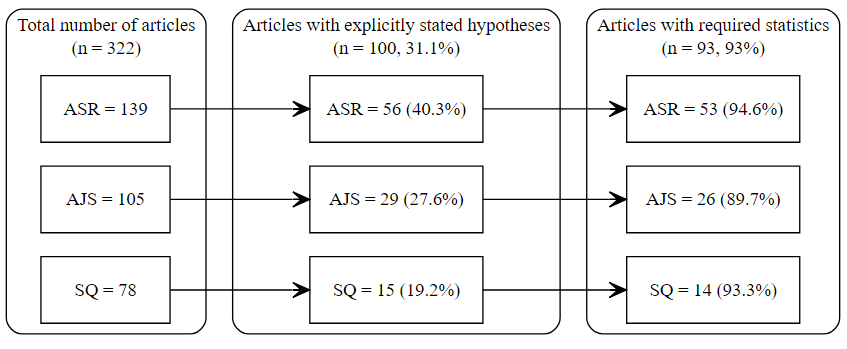 Total number of articles
(n = 322)
ASR = 139
AJS = 105
SQ = 78
Articles with explicitly stated hypotheses
(n = 100, 31.1%)
ASR = 56 (40.3%)
AJS = 29 (27.6%)
SQ = 15 (19.2%)
Articles with required statistics
(n = 93, 93%)
ASR = 53 (94.6%)
AJS = 26 (89.7%)
SQ = 14 (93.3%)